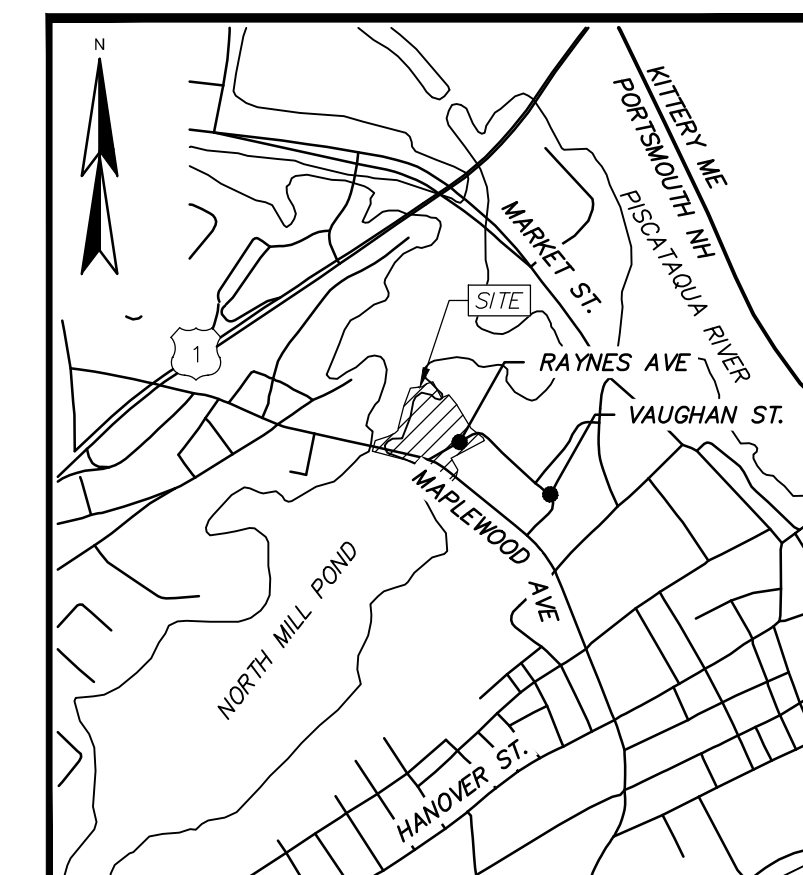 N
KITTERY ME
PORTSMOUTH NH
PISCATAQUA RIVER
MARKET ST.
SITE
1
RAYNES AVE
VAUGHAN ST.
MAPLEWOOD AVE
NORTH MILL POND
HANOVER ST.